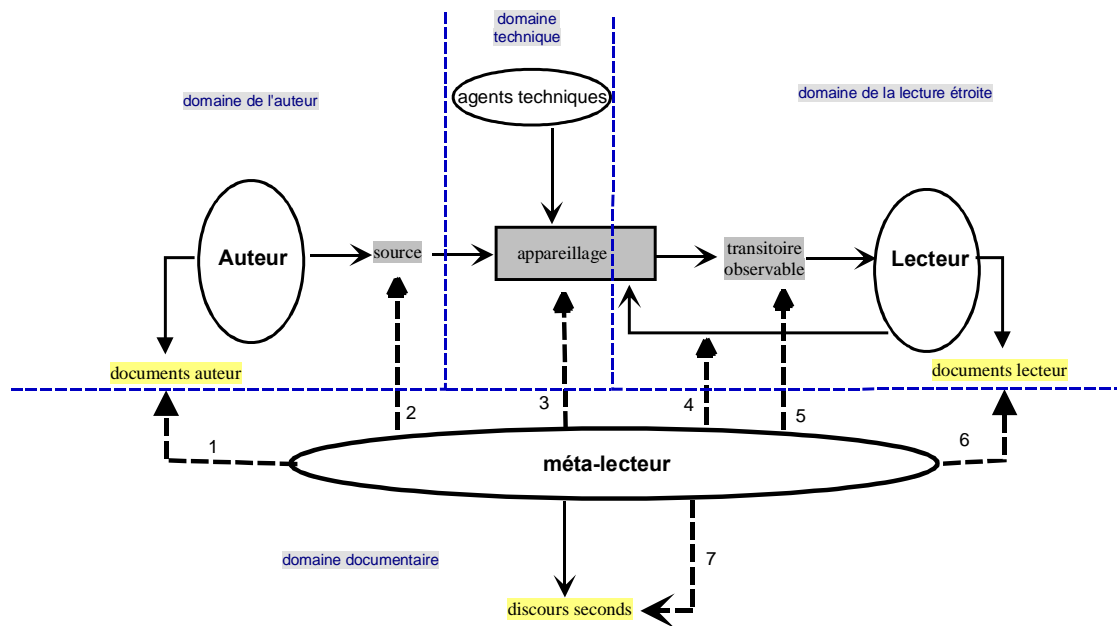 domaine
technique
domaine de l'auteur
agents techniques
domaine de la lecture étroite
Auteur
source
appareillage
transitoire
observable
Lecteur
documents auteur
documents lecteur
1
2
3
4
5
6
méta-lecteur
domaine documentaire
7
discours seconds